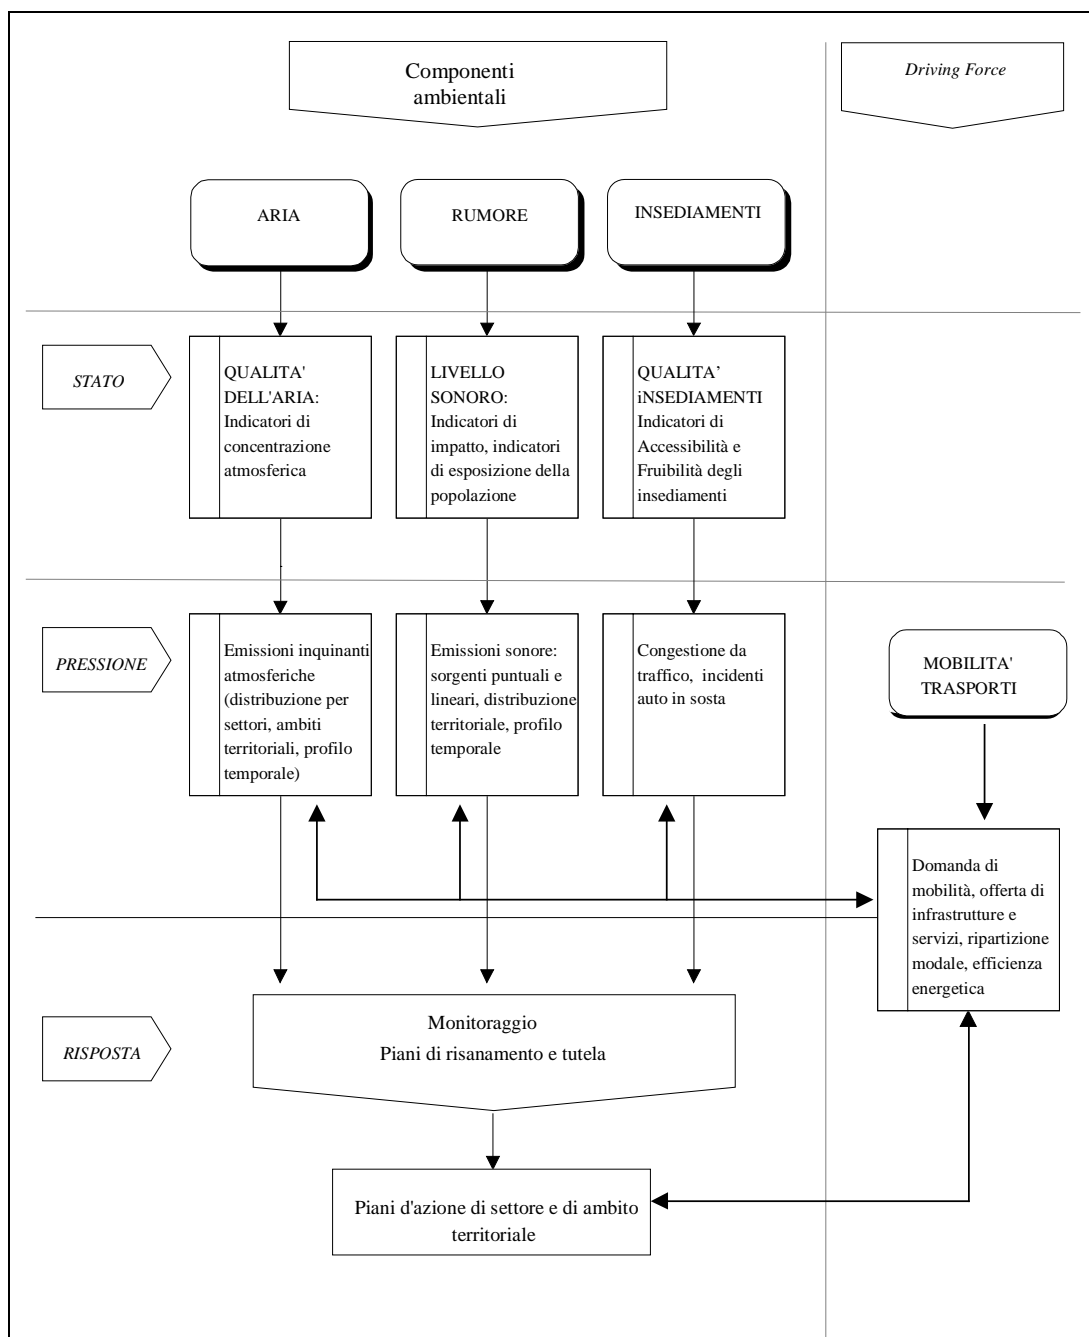 Componenti
ambientali
Driving Force
ARIA
RUMORE
INSEDIAMENTI
STATO
QUALITA'
DELL'ARIA:
Indicatori di
concentrazione
atmosferica
LIVELLO
SONORO:
Indicatori di
impatto, indicatori
di esposizione della
popolazione
QUALITA’
iNSEDIAMENTI
Indicatori di
Accessibilità e
Fruibilità degli
insediamenti
PRESSIONE
Emissioni inquinanti
atmosferiche
(distribuzione per
settori, ambiti
territoriali, profilo
temporale)
Emissioni sonore:
sorgenti puntuali e
lineari, distribuzione
territoriale, profilo
temporale
Congestione da
traffico, incidenti
auto in sosta
MOBILITA'
TRASPORTI
Domanda di
mobilità, offerta di
infrastrutture e
servizi, ripartizione
modale, efficienza
energetica
RISPOSTA
Monitoraggio
Piani di risanamento e tutela
Piani d'azione di settore e di ambito
territoriale